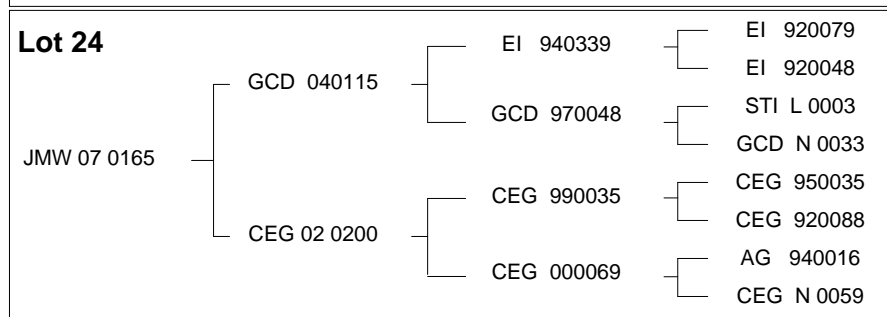 Lot 24
JMW 07 0165
GCD 040115
CEG 02 0200
EI 940339
GCD 970048
CEG 990035
CEG 000069
EI 920079
EI 920048
STI L 0003
GCD N 0033
CEG 950035
CEG 920088
AG 940016
CEG N 0059